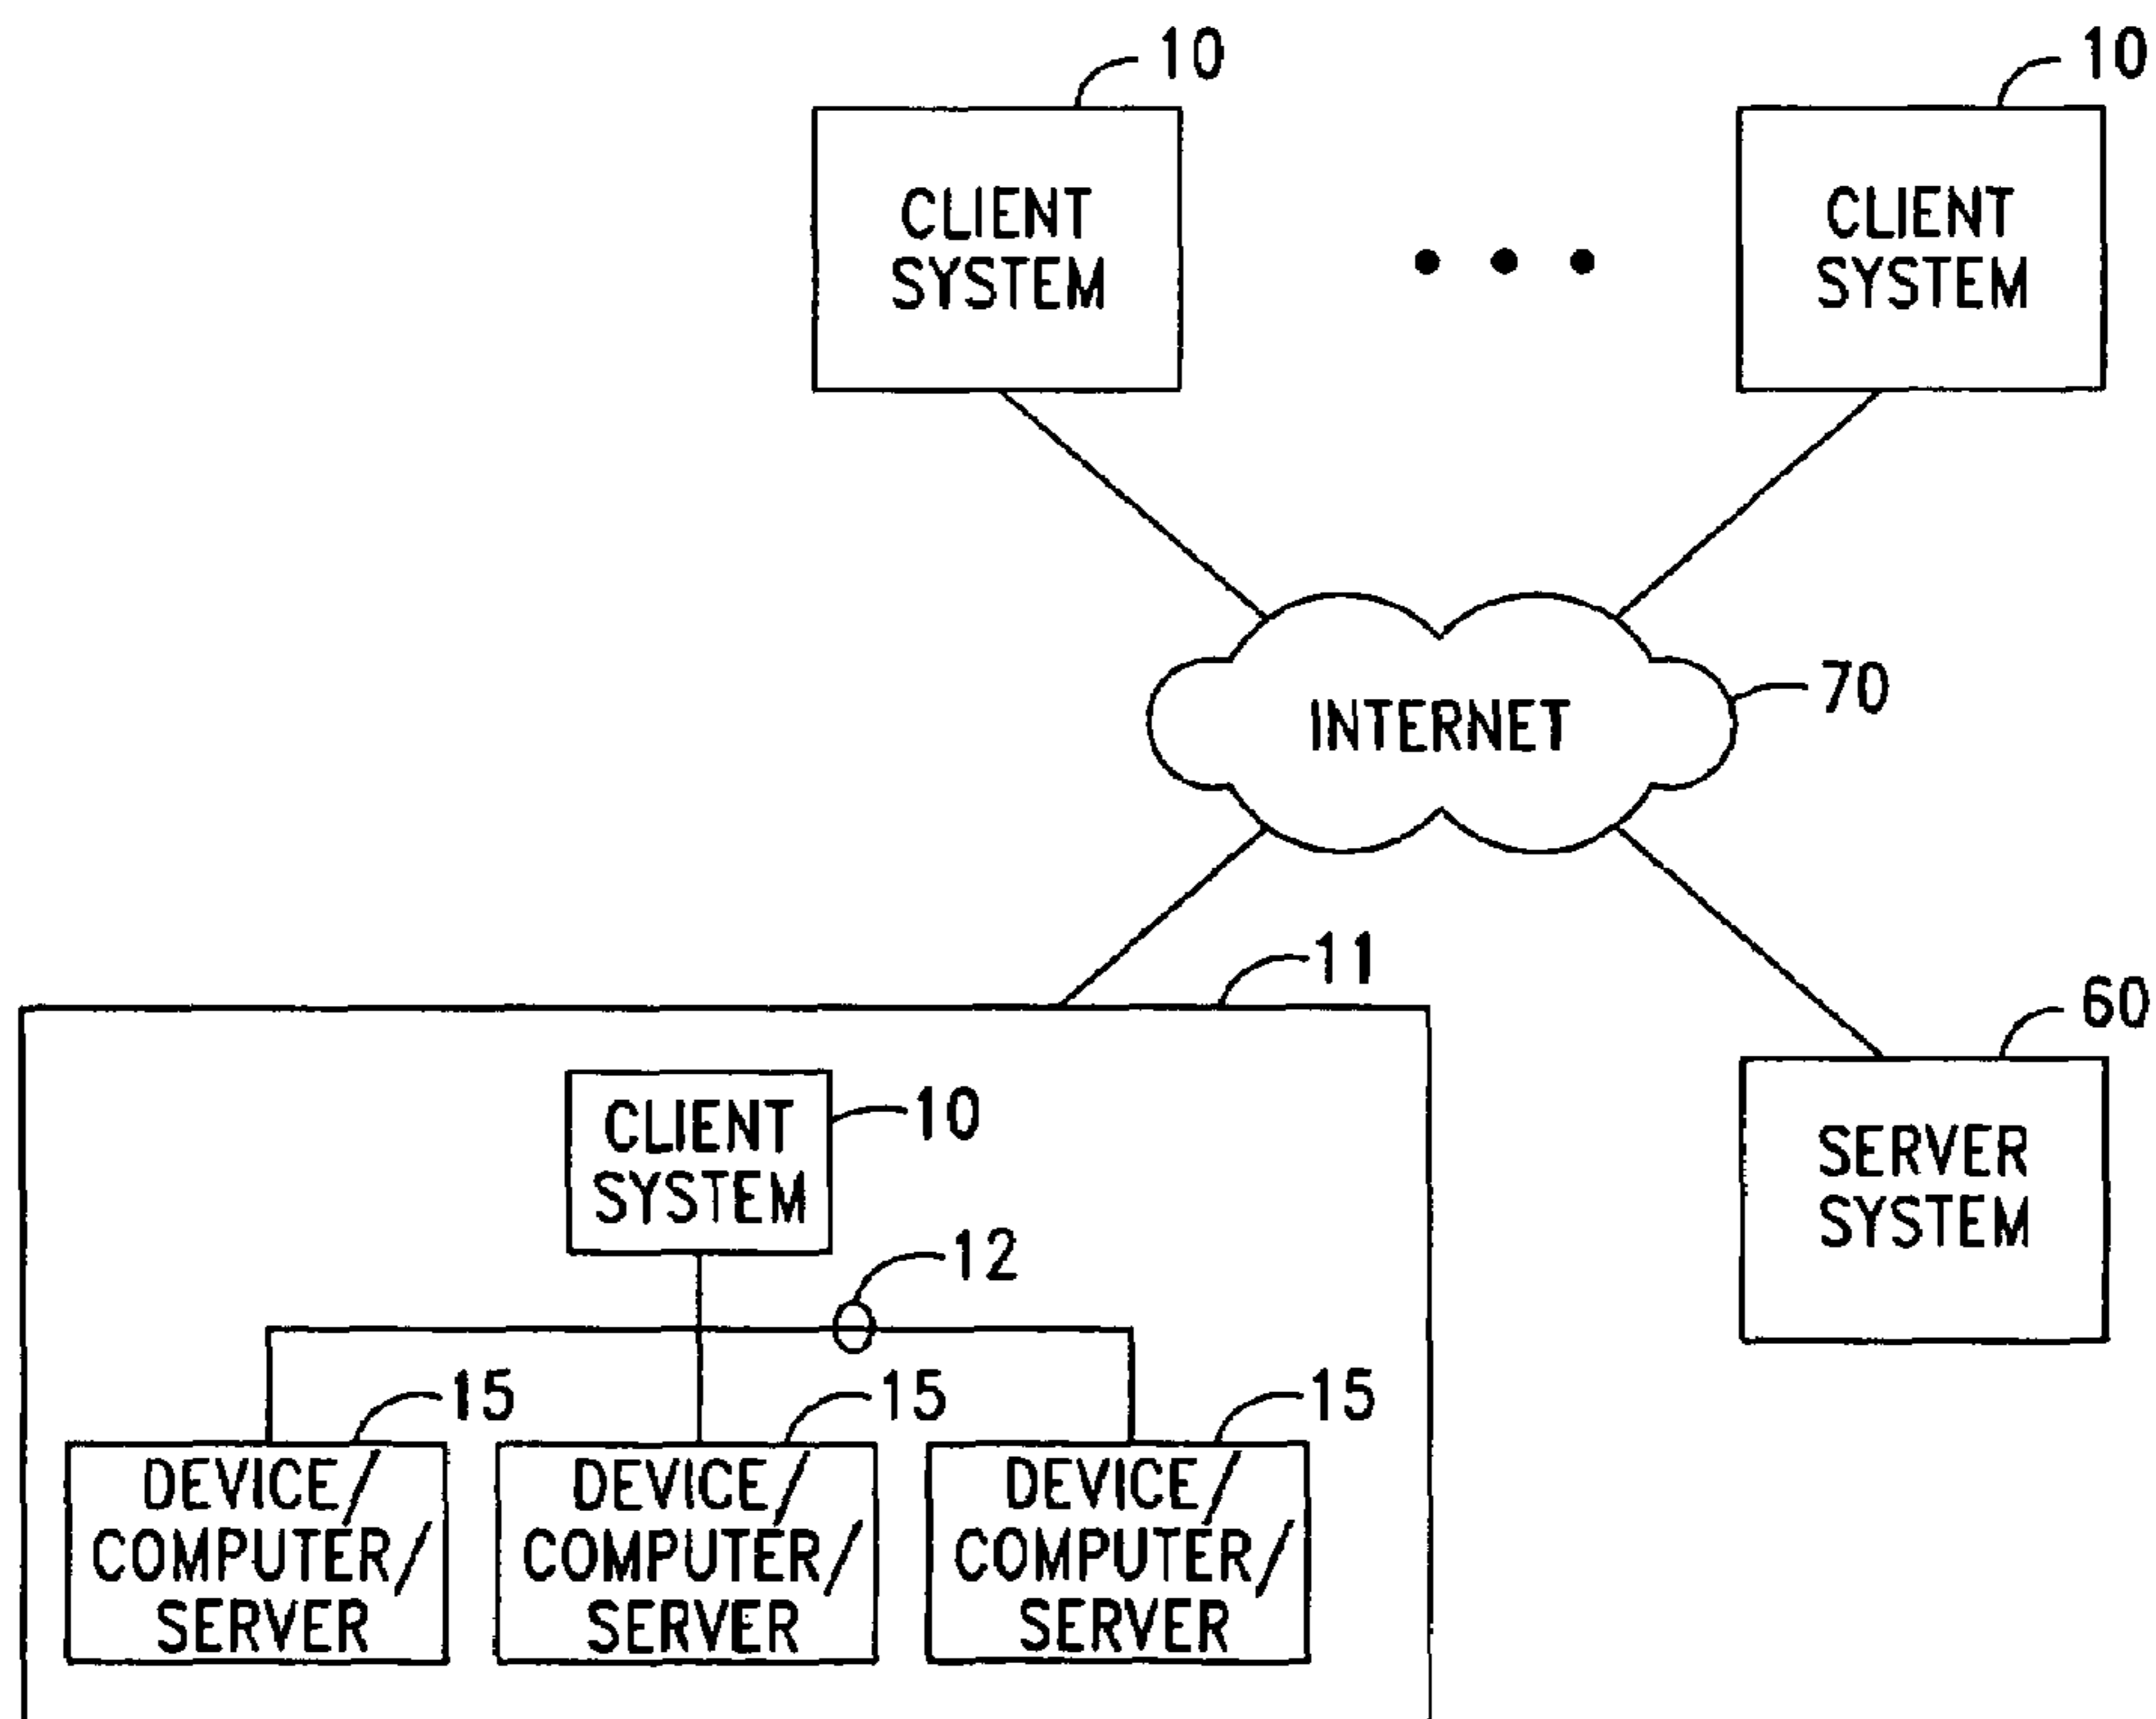 10
10
CLIENT
SYSTEM
CLIENT
SYSTEM
INTERNET
70
11
60
CLIENT
SYSTEM
10
SERVER
SYSTEM
12
15
15
15
DEVICE/
COMPUTER/
SERVER
DEVICE/
COMPUTER/
SERVER
DEVICE/
COMPUTER/
SERVER